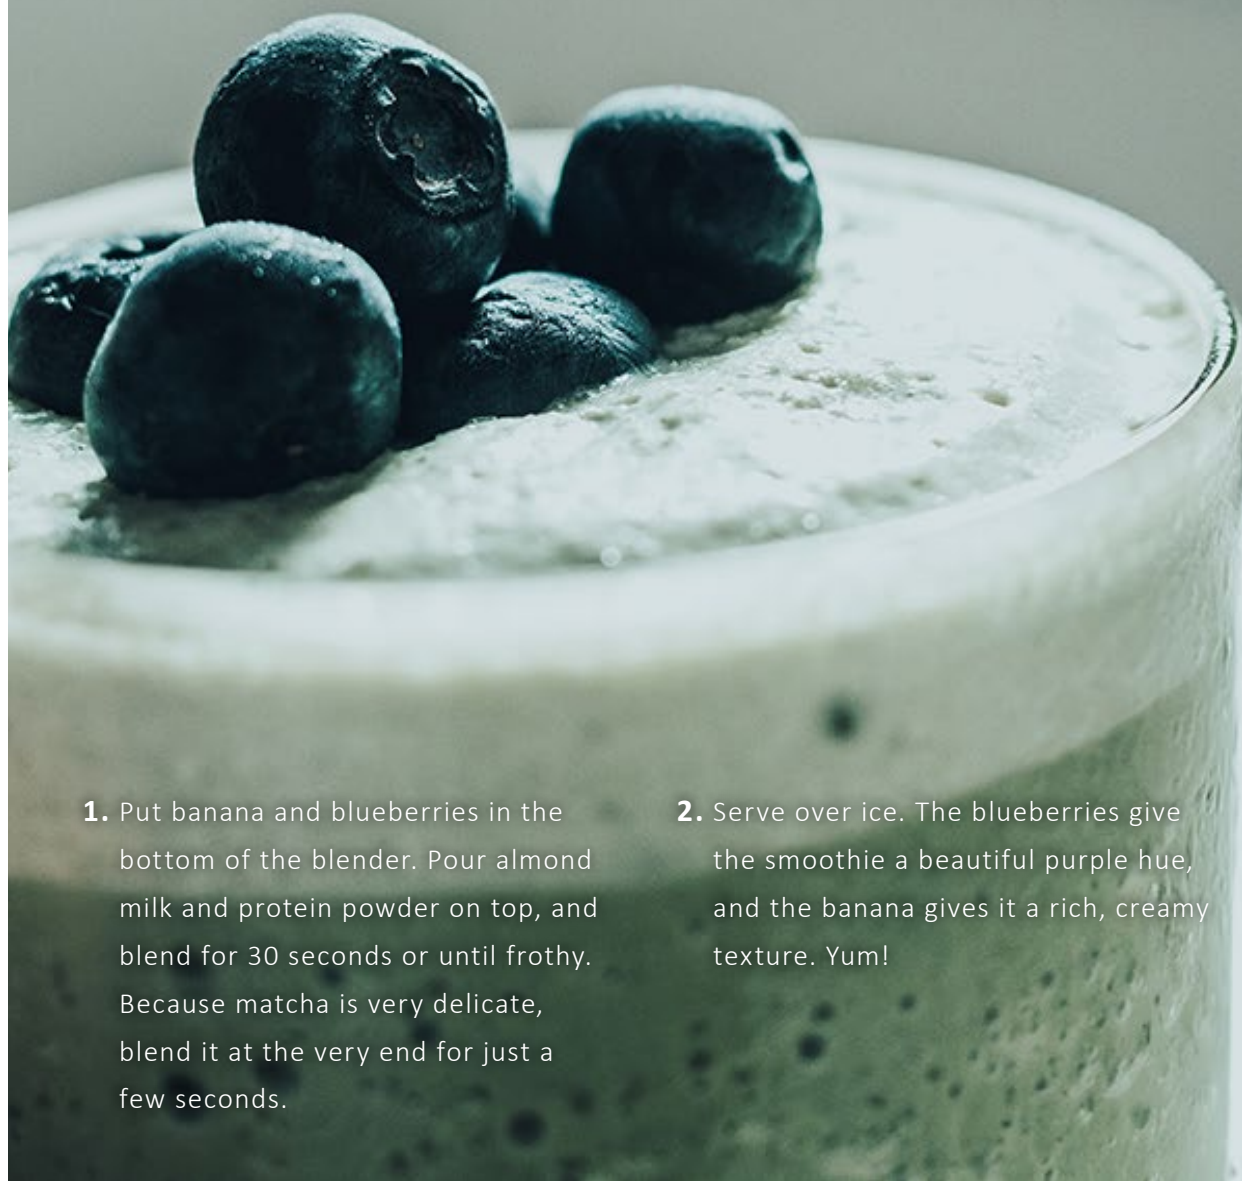 1. Put banana and blueberries in the
bottom of the blender. Pour almond
milk and protein powder on top, and
blend for 30 seconds or until frothy.
Because matcha is very delicate,
blend it at the very end for just a
few seconds.
2. Serve over ice. The blueberries give
the smoothie a beautiful purple hue,
and the banana gives it a rich, creamy
texture. Yum!